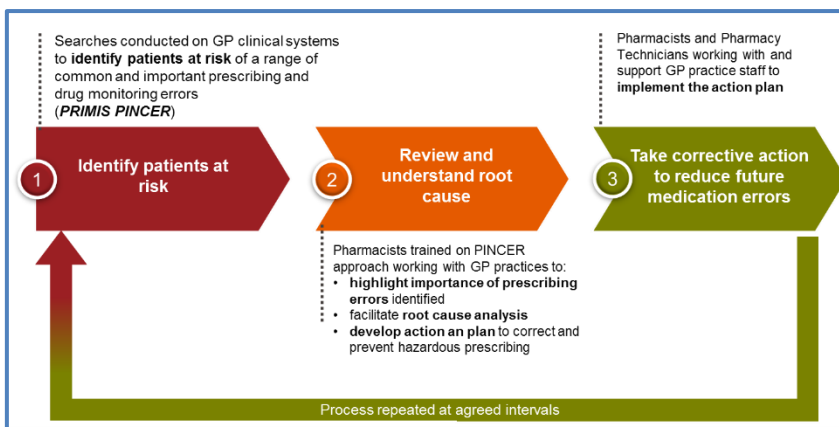 Searches conducted on GP clinical systems
to identify patients at risk of a range of
common and important prescribing and
drug monitoring errors
(PRIMIS PINCER)
1
Identify patients at
risk
2
Review and
understand root
cause
Pharmacists trained on PINCER
approach working with GP practices to:
• highlight importance of prescribing
errors identified
• facilitate root cause analysis
• develop action an plan to correct and
prevent hazardous prescribing
Pharmacists and Pharmacy
Technicians working with and
support GP practice staff to
implement the action plan
3
Take corrective action
to reduce future
medication errors
Process repeated at agreed intervals